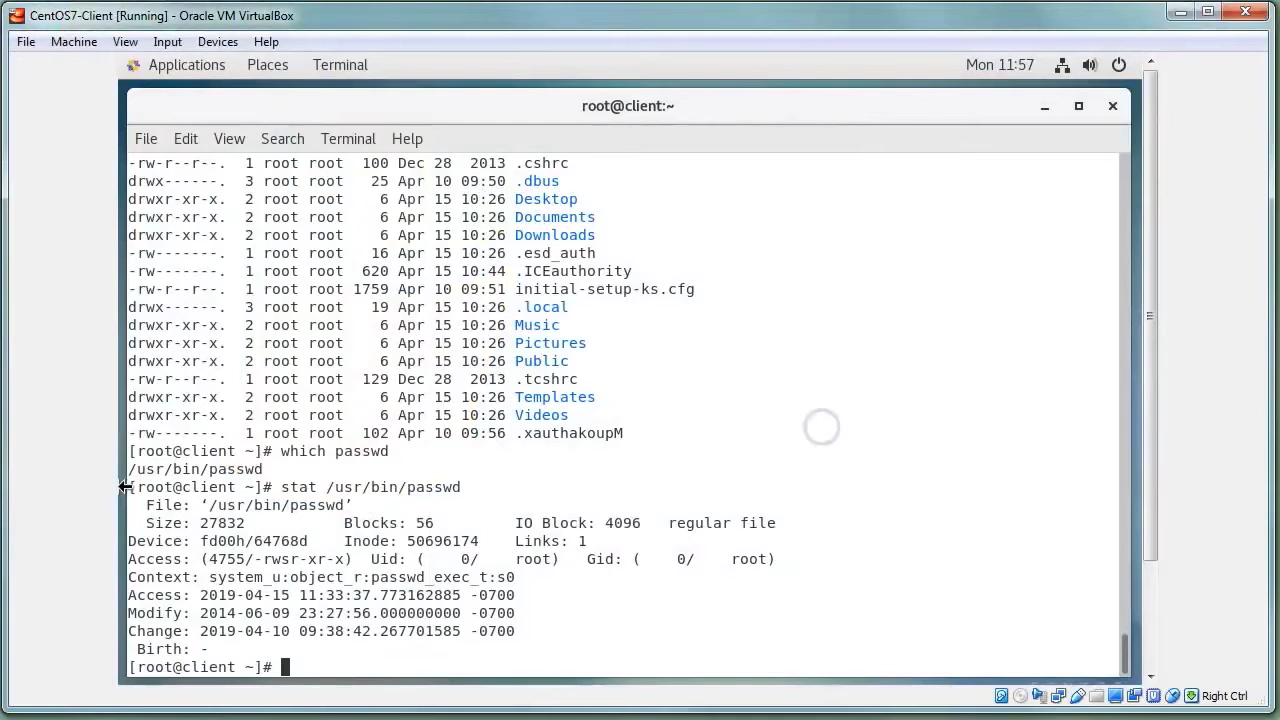 CentOS7-Client [Running] - Oracle VM VirtualBox
File Machine View Input Devices Help
Applications Places Terminal Mon 11:57
root@client:~
File Edit View Search Terminal Help
-rw-r--r--. 1 root root 100 Dec 28 2013 .cshrc
drwx------. 3 root root 25 Apr 10 09:50 .dbus
drwxr-xr-x. 2 root root 6 Apr 15 10:26 Desktop
drwxr-xr-x. 2 root root 6 Apr 15 10:26 Documents
drwxr-xr-x. 2 root root 6 Apr 15 10:26 Downloads
-rw-------. 1 root root 16 Apr 15 10:26 .esd_auth
-rw-------. 1 root root 620 Apr 15 10:44 .ICEauthority
-rw-r--r--. 1 root root 1759 Apr 10 09:51 initial-setup-ks.cfg
drwx------. 3 root root 19 Apr 15 10:26 .local
drwxr-xr-x. 2 root root 6 Apr 15 10:26 Music
drwxr-xr-x. 2 root root 6 Apr 15 10:26 Pictures
drwxr-xr-x. 2 root root 6 Apr 15 10:26 Public
-rw-r--r--. 1 root root 129 Dec 28 2013 .tcshrc
drwxr-xr-x. 2 root root 6 Apr 15 10:26 Templates
drwxr-xr-x. 2 root root 6 Apr 15 10:26 Videos
-rw-------. 1 root root 102 Apr 10 09:56 .xauthakoupM
[root@client ~]# which passwd
/usr/bin/passwd
[root@client ~]# stat /usr/bin/passwd
File: ‘/usr/bin/passwd’
Size: 27832 Blocks: 56 IO Block: 4096 regular file
Device: fd00h/64768d Inode: 50696174 Links: 1
Access: (4755/-rwsr-xr-x) Uid: ( 0/ root) Gid: ( 0/ root)
Context: system_u:object_r:passwd_exec_t:s0
Access: 2019-04-15 11:33:37.773162885 -0700
Modify: 2014-06-09 23:27:56.000000000 -0700
Change: 2019-04-10 09:38:42.267701585 -0700
Birth: -
[root@client ~]#
Right Ctrl